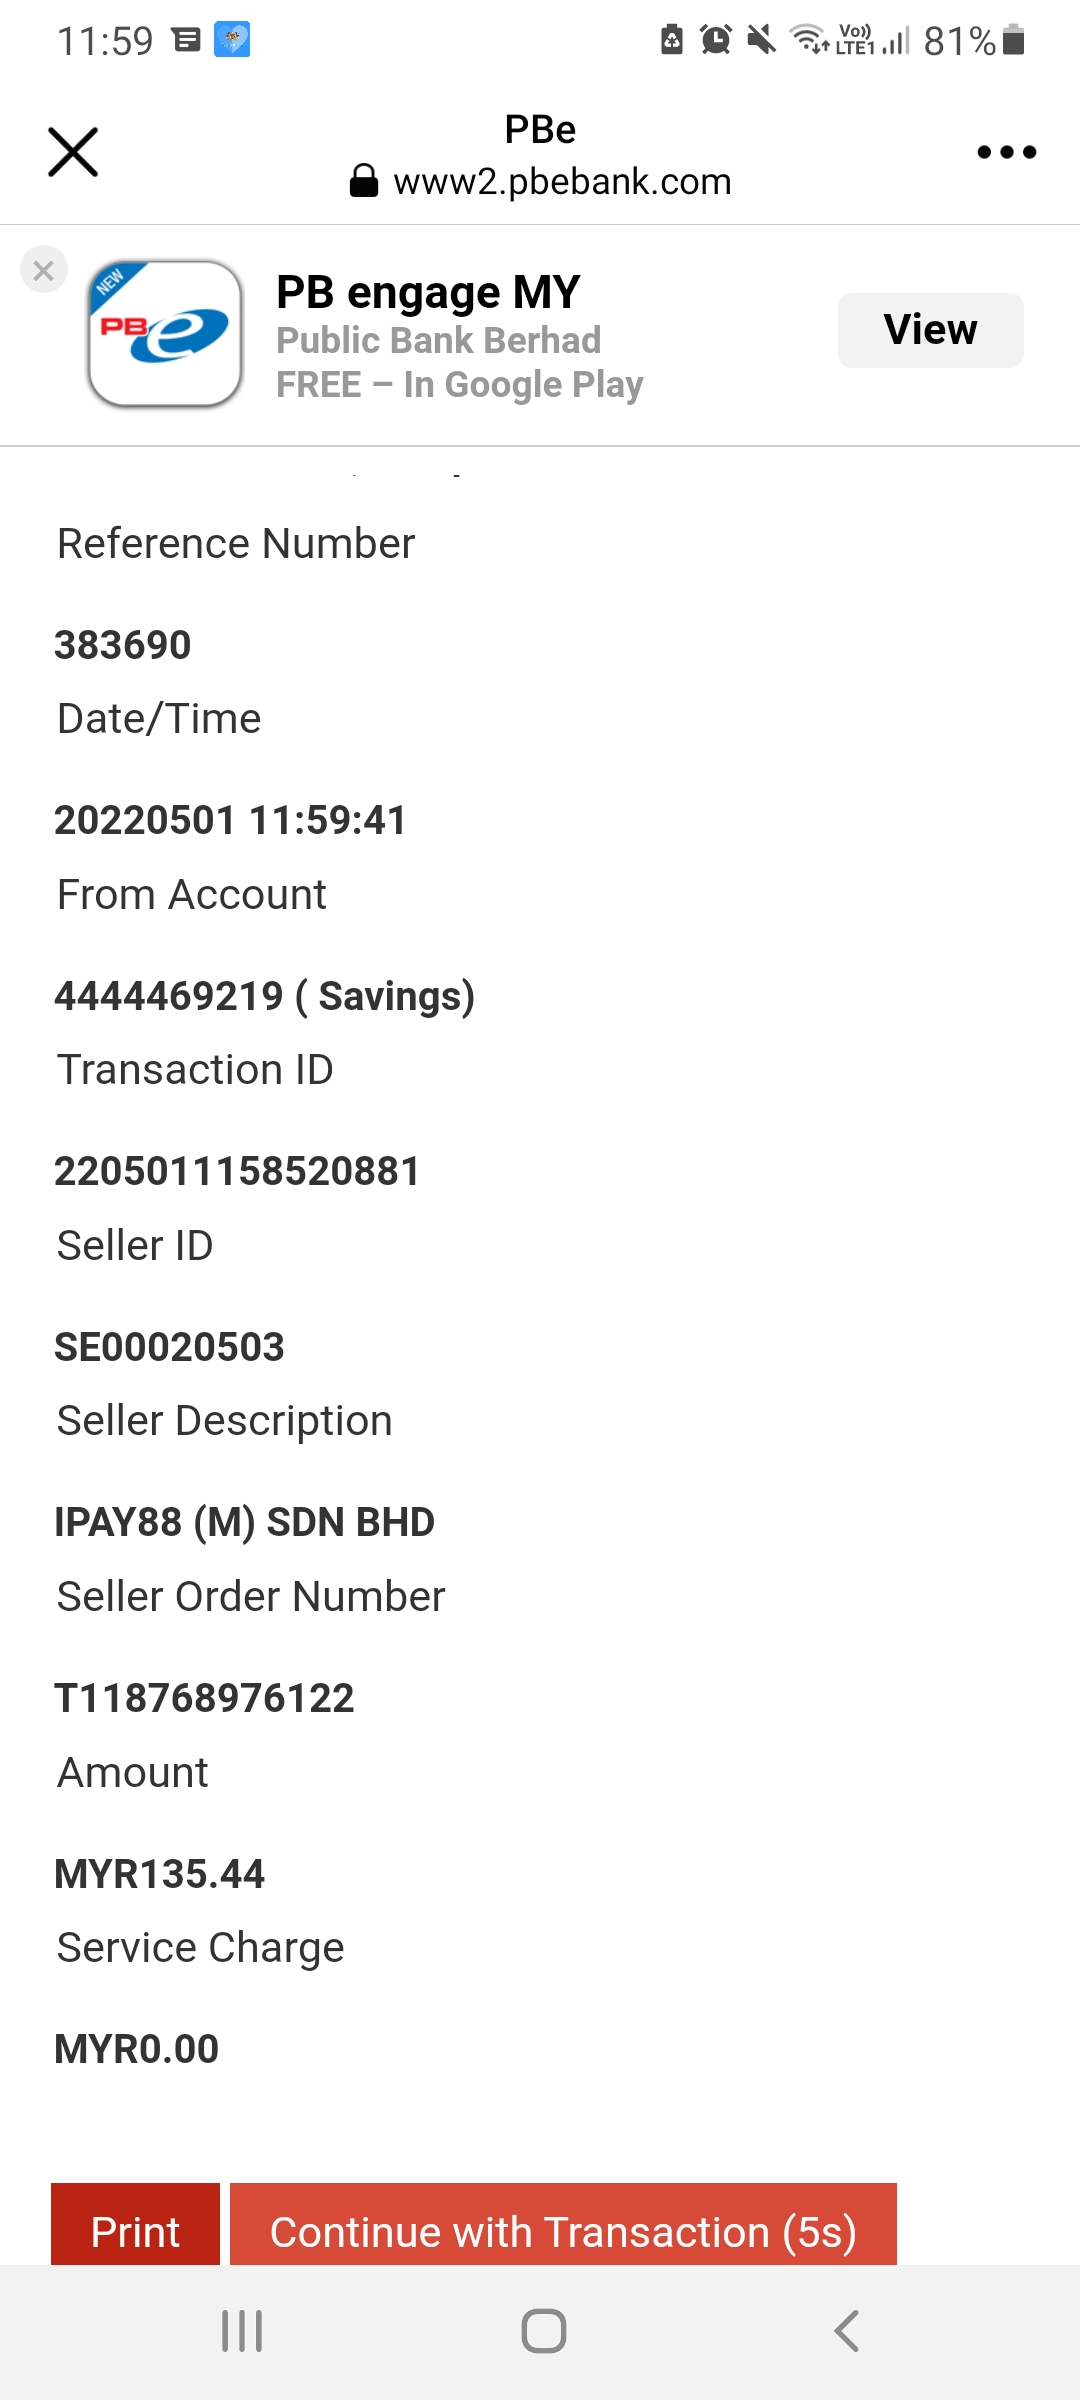 11:59
Vo))
LTE1
81%
PBe
www2.pbebank.com
NEW
PBe
PB engage MY
Public Bank Berhad
FREE – In Google Play
View
Reference Number
383690
Date/Time
20220501 11:59:41
From Account
4444469219 ( Savings)
Transaction ID
2205011158520881
Seller ID
SE00020503
Seller Description
IPAY88 (M) SDN BHD
Seller Order Number
T118768976122
Amount
MYR135.44
Service Charge
MYR0.00
Print
Continue with Transaction (5s)